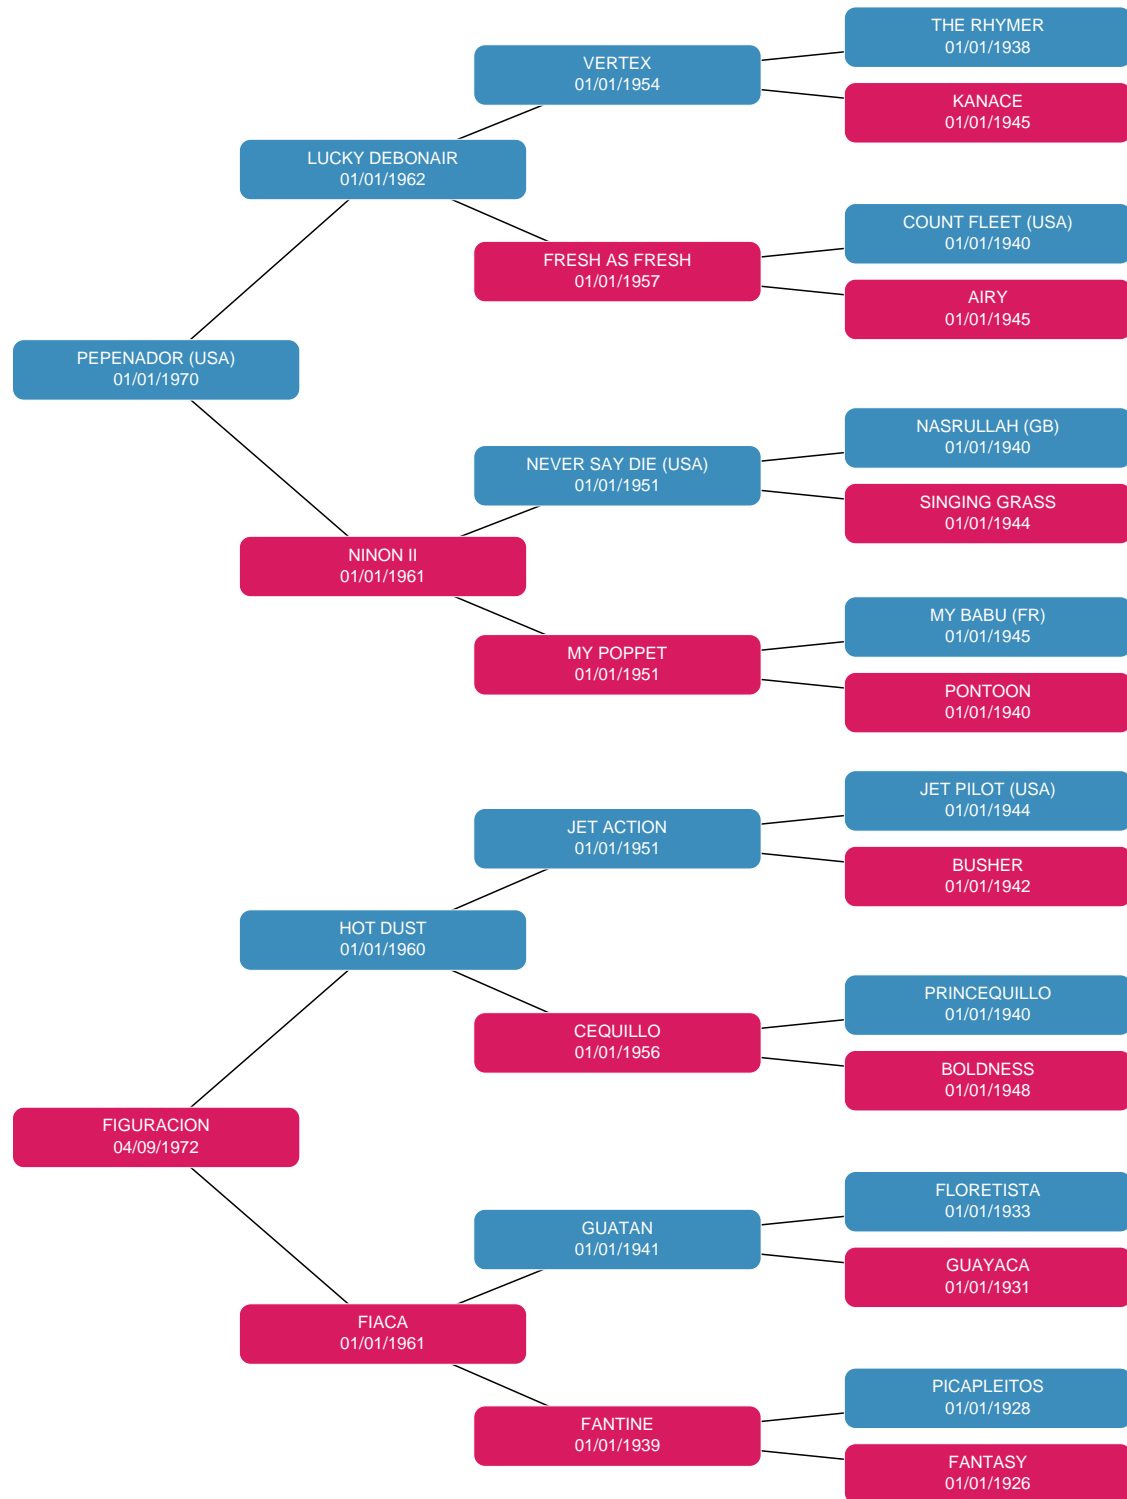 THE RHYMER
01/01/1938
VERTEX
01/01/1954
KANACE
01/01/1945
LUCKY DEBONAIR
01/01/1962
COUNT FLEET (USA)
01/01/1940
FRESH AS FRESH
01/01/1957
AIRY
01/01/1945
PEPENADOR (USA)
01/01/1970
NASRULLAH (GB)
01/01/1940
NEVER SAY DIE (USA)
01/01/1951
SINGING GRASS
01/01/1944
NINON II
01/01/1961
MY BABU (FR)
01/01/1945
MY POPPET
01/01/1951
PONTOON
01/01/1940
JET PILOT (USA)
01/01/1944
JET ACTION
01/01/1951
BUSHER
01/01/1942
HOT DUST
01/01/1960
PRINCEQUILLO
01/01/1940
CEQUILLO
01/01/1956
BOLDNESS
01/01/1948
FIGURACION
04/09/1972
FLORETISTA
01/01/1933
GUATAN
01/01/1941
GUAYACA
01/01/1931
FIACA
01/01/1961
PICAPLEITOS
01/01/1928
FANTINE
01/01/1939
FANTASY
01/01/1926